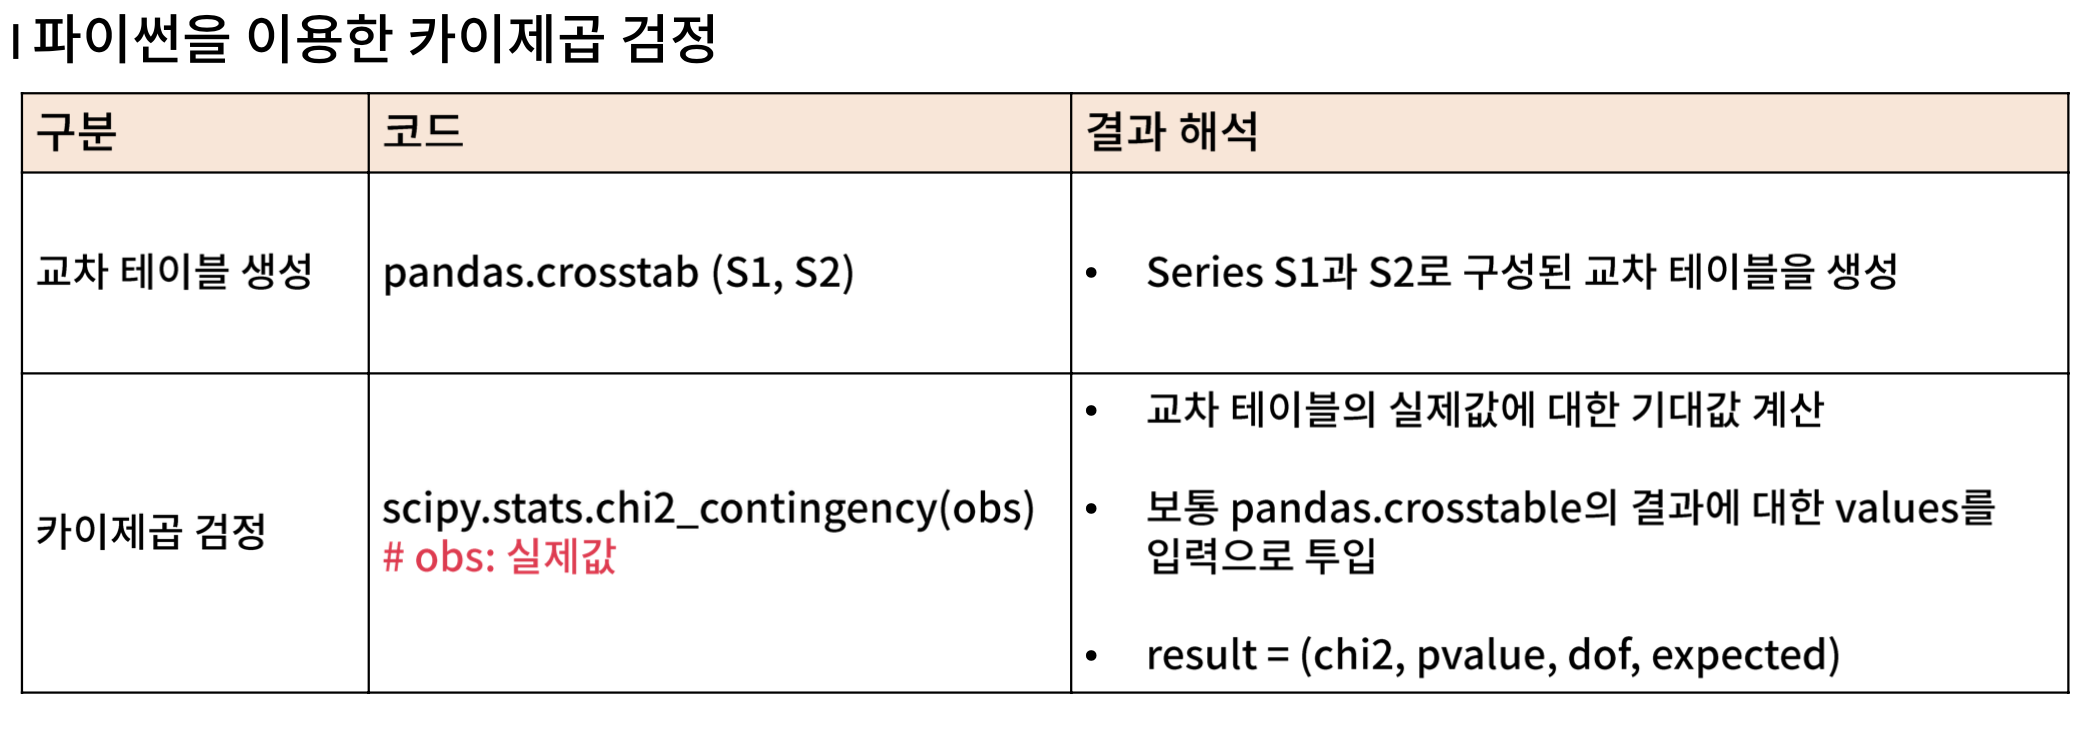 | 파이썬을 이용한 카이제곱 검정
구분
코드
결과 해석
교차 테이블 생성
pandas.crosstab (S1, S2)
• Series S1과 S2로 구성된 교차 테이블을 생성
카이제곱 검정
scipy.stats.chi2_contingency(obs)
# obs: 실제값
• 교차 테이블의 실제값에 대한 기대값 계산
• 보통 pandas.crosstable의 결과에 대한 values를
입력으로 투입
• result = (chi2, pvalue, dof, expected)